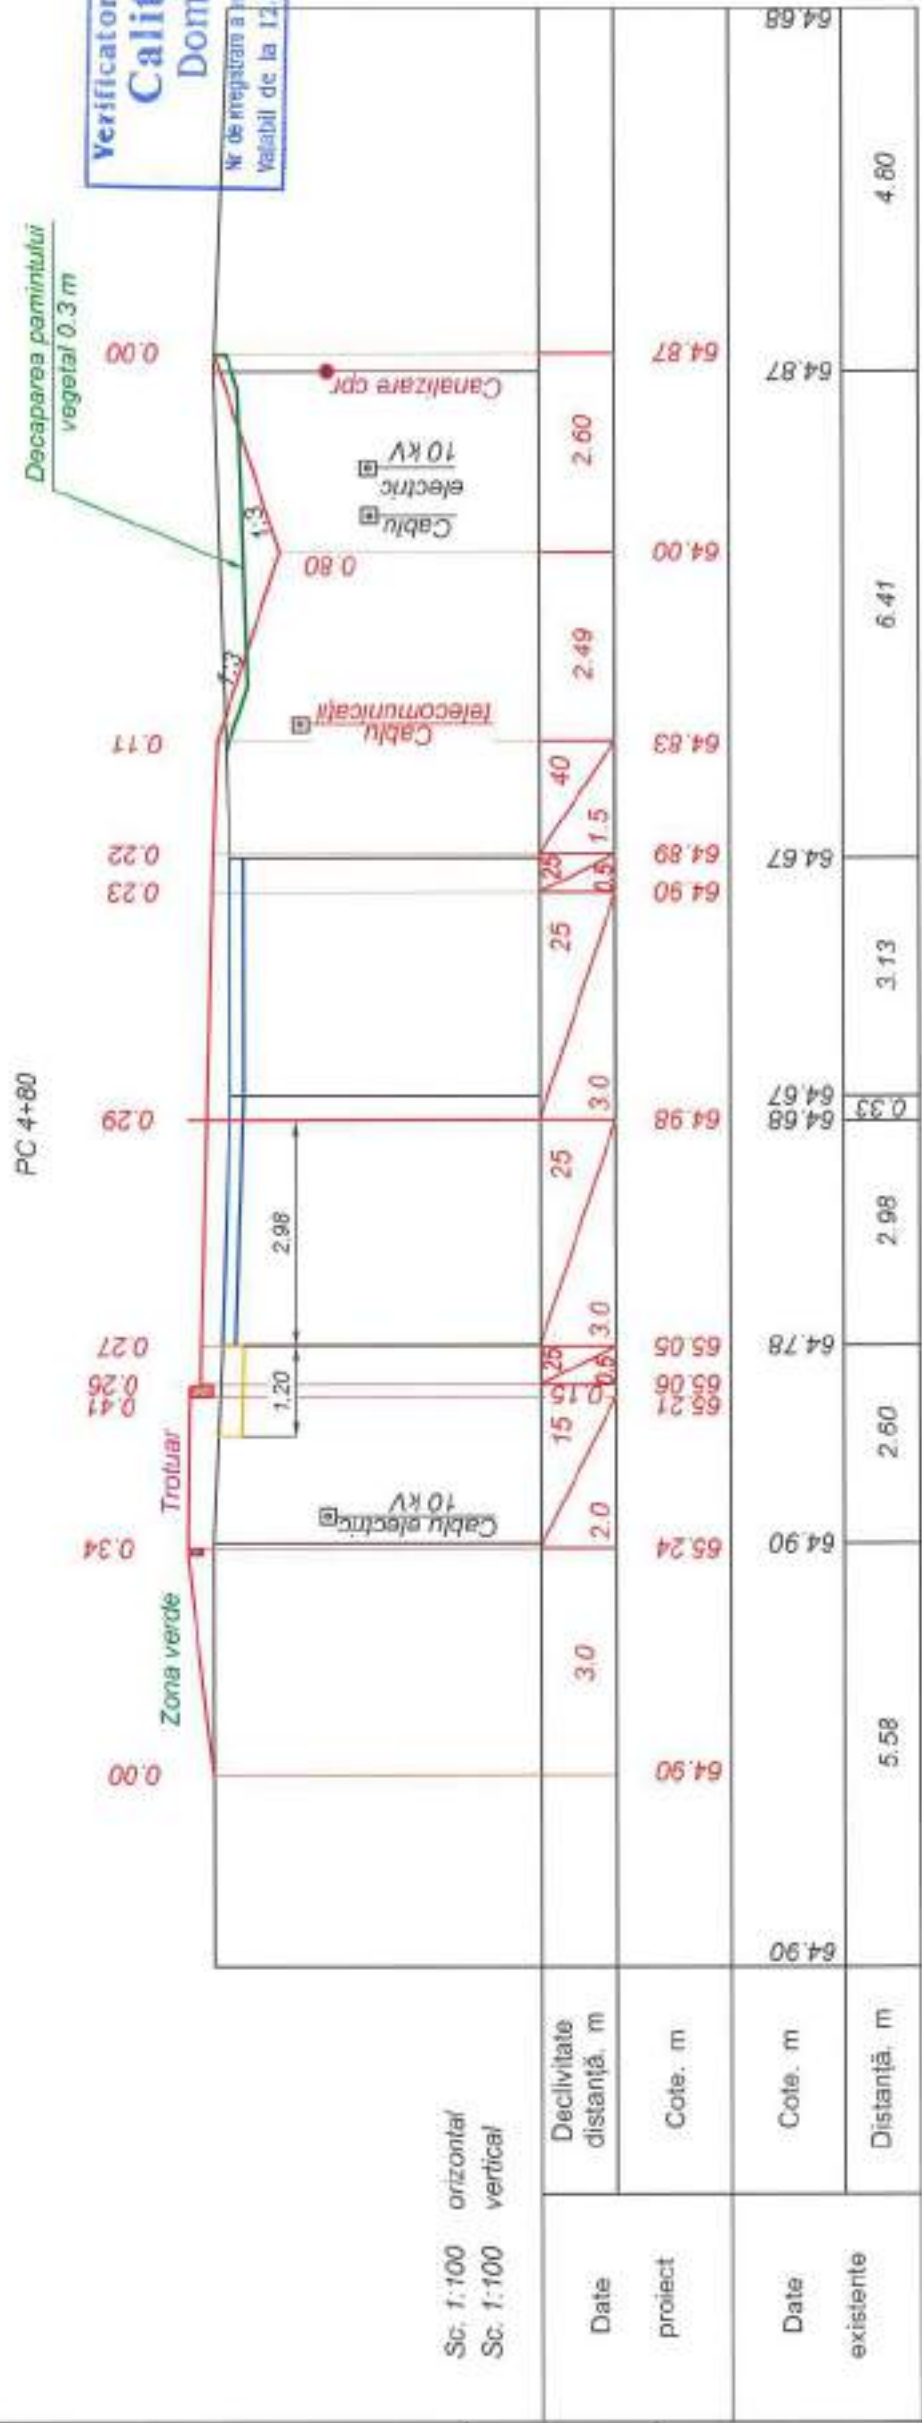 PC 4+80
Verificator
Calit
Dom
Nr de inregistrare a
Valabil de la 12.
Decaparea pamintului
vegetal 0.3 m
Zona verde
Trotuar
0.00
0.34
0.41
0.26
0.27
0.29
0.23
0.22
0.11
0.80
0.00
1:3
1:3
1.20
2.98
Cablu electric
10 kV
Cablu
telecomunicații
Cablu
electric
10 kV
Canalizare cpr
Sc. 1:100 orizontal
Sc. 1:100 vertical
Date
proiect
Declivitate
distanță, m
3.0
2.0
15
0.15
25
0.5
3.0
25
3.0
25
25
0.5
1.5
40
2.49
2.60
Cote. m
64.90
65.24
65.21
65.06
65.05
64.98
64.90
64.89
64.83
64.00
64.87
Date
existente
Cote. m
64.90
64.90
64.78
64.68
64.67
64.67
64.87
64.68
Distanță, m
5.58
2.60
2.98
0.33
3.13
6.41
4.80